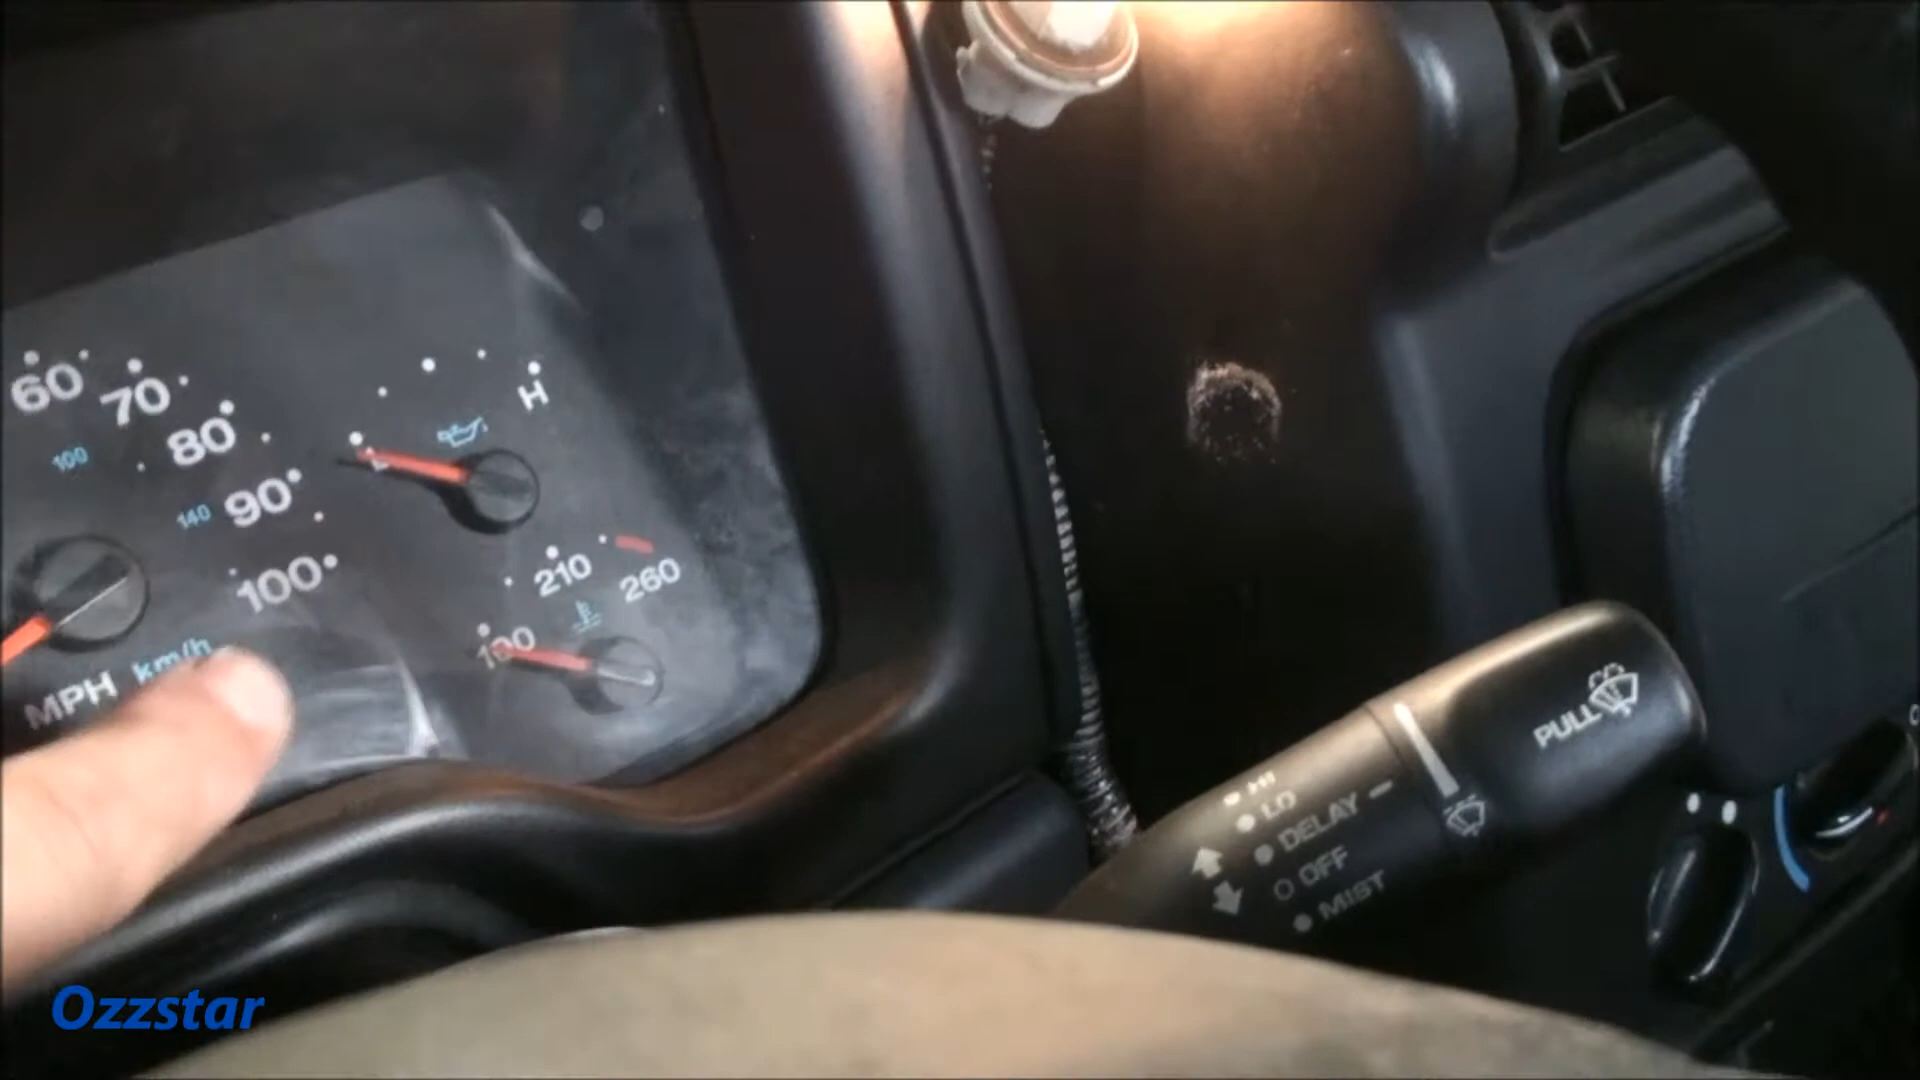 60
70
80
90
100
100
140
MPH km/h
H
L
210
260
100
PULL
HI
LO
DELAY
OFF
MIST
Ozzstar